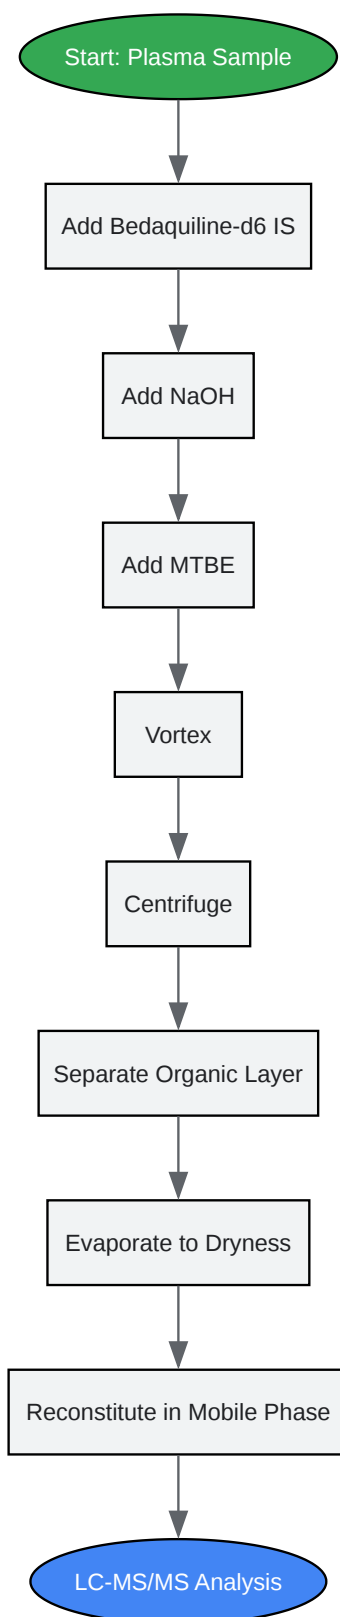 Start: Plasma Sample
Add Bedaquiline-d6 IS
Add NaOH
Add MTBE
Vortex
Centrifuge
Separate Organic Layer
Evaporate to Dryness
Reconstitute in Mobile Phase
LC-MS/MS Analysis